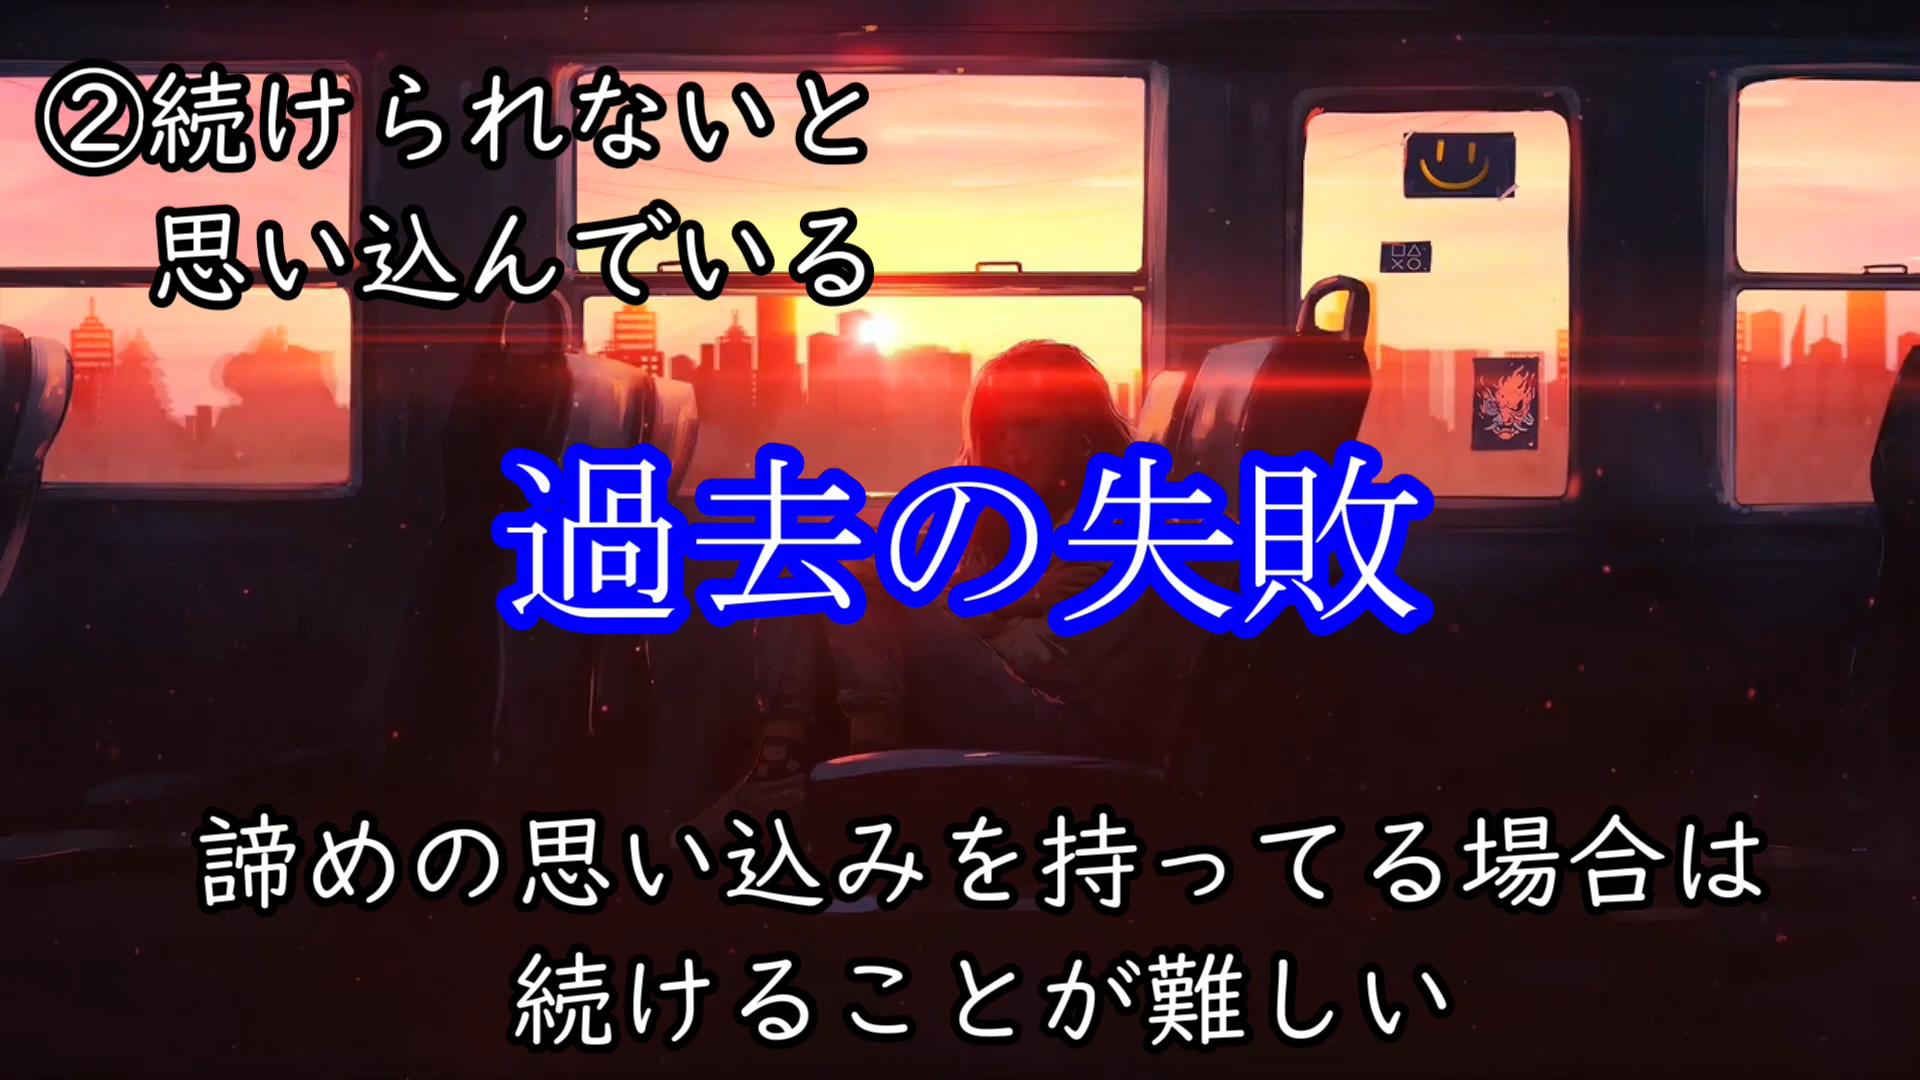 ②続けられないと
思い込んでいる
過去の失敗
諦めの思い込みを持ってる場合は
続けることが難しい